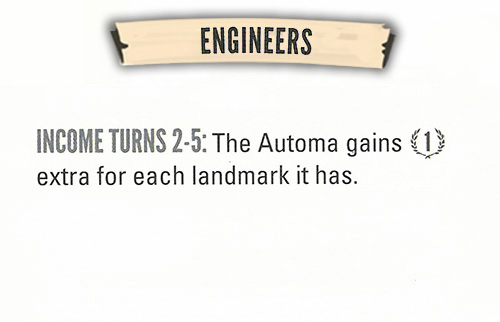 ENGINEERS
INCOME TURNS 2-5: The Automa gains 1
extra for each landmark it has.